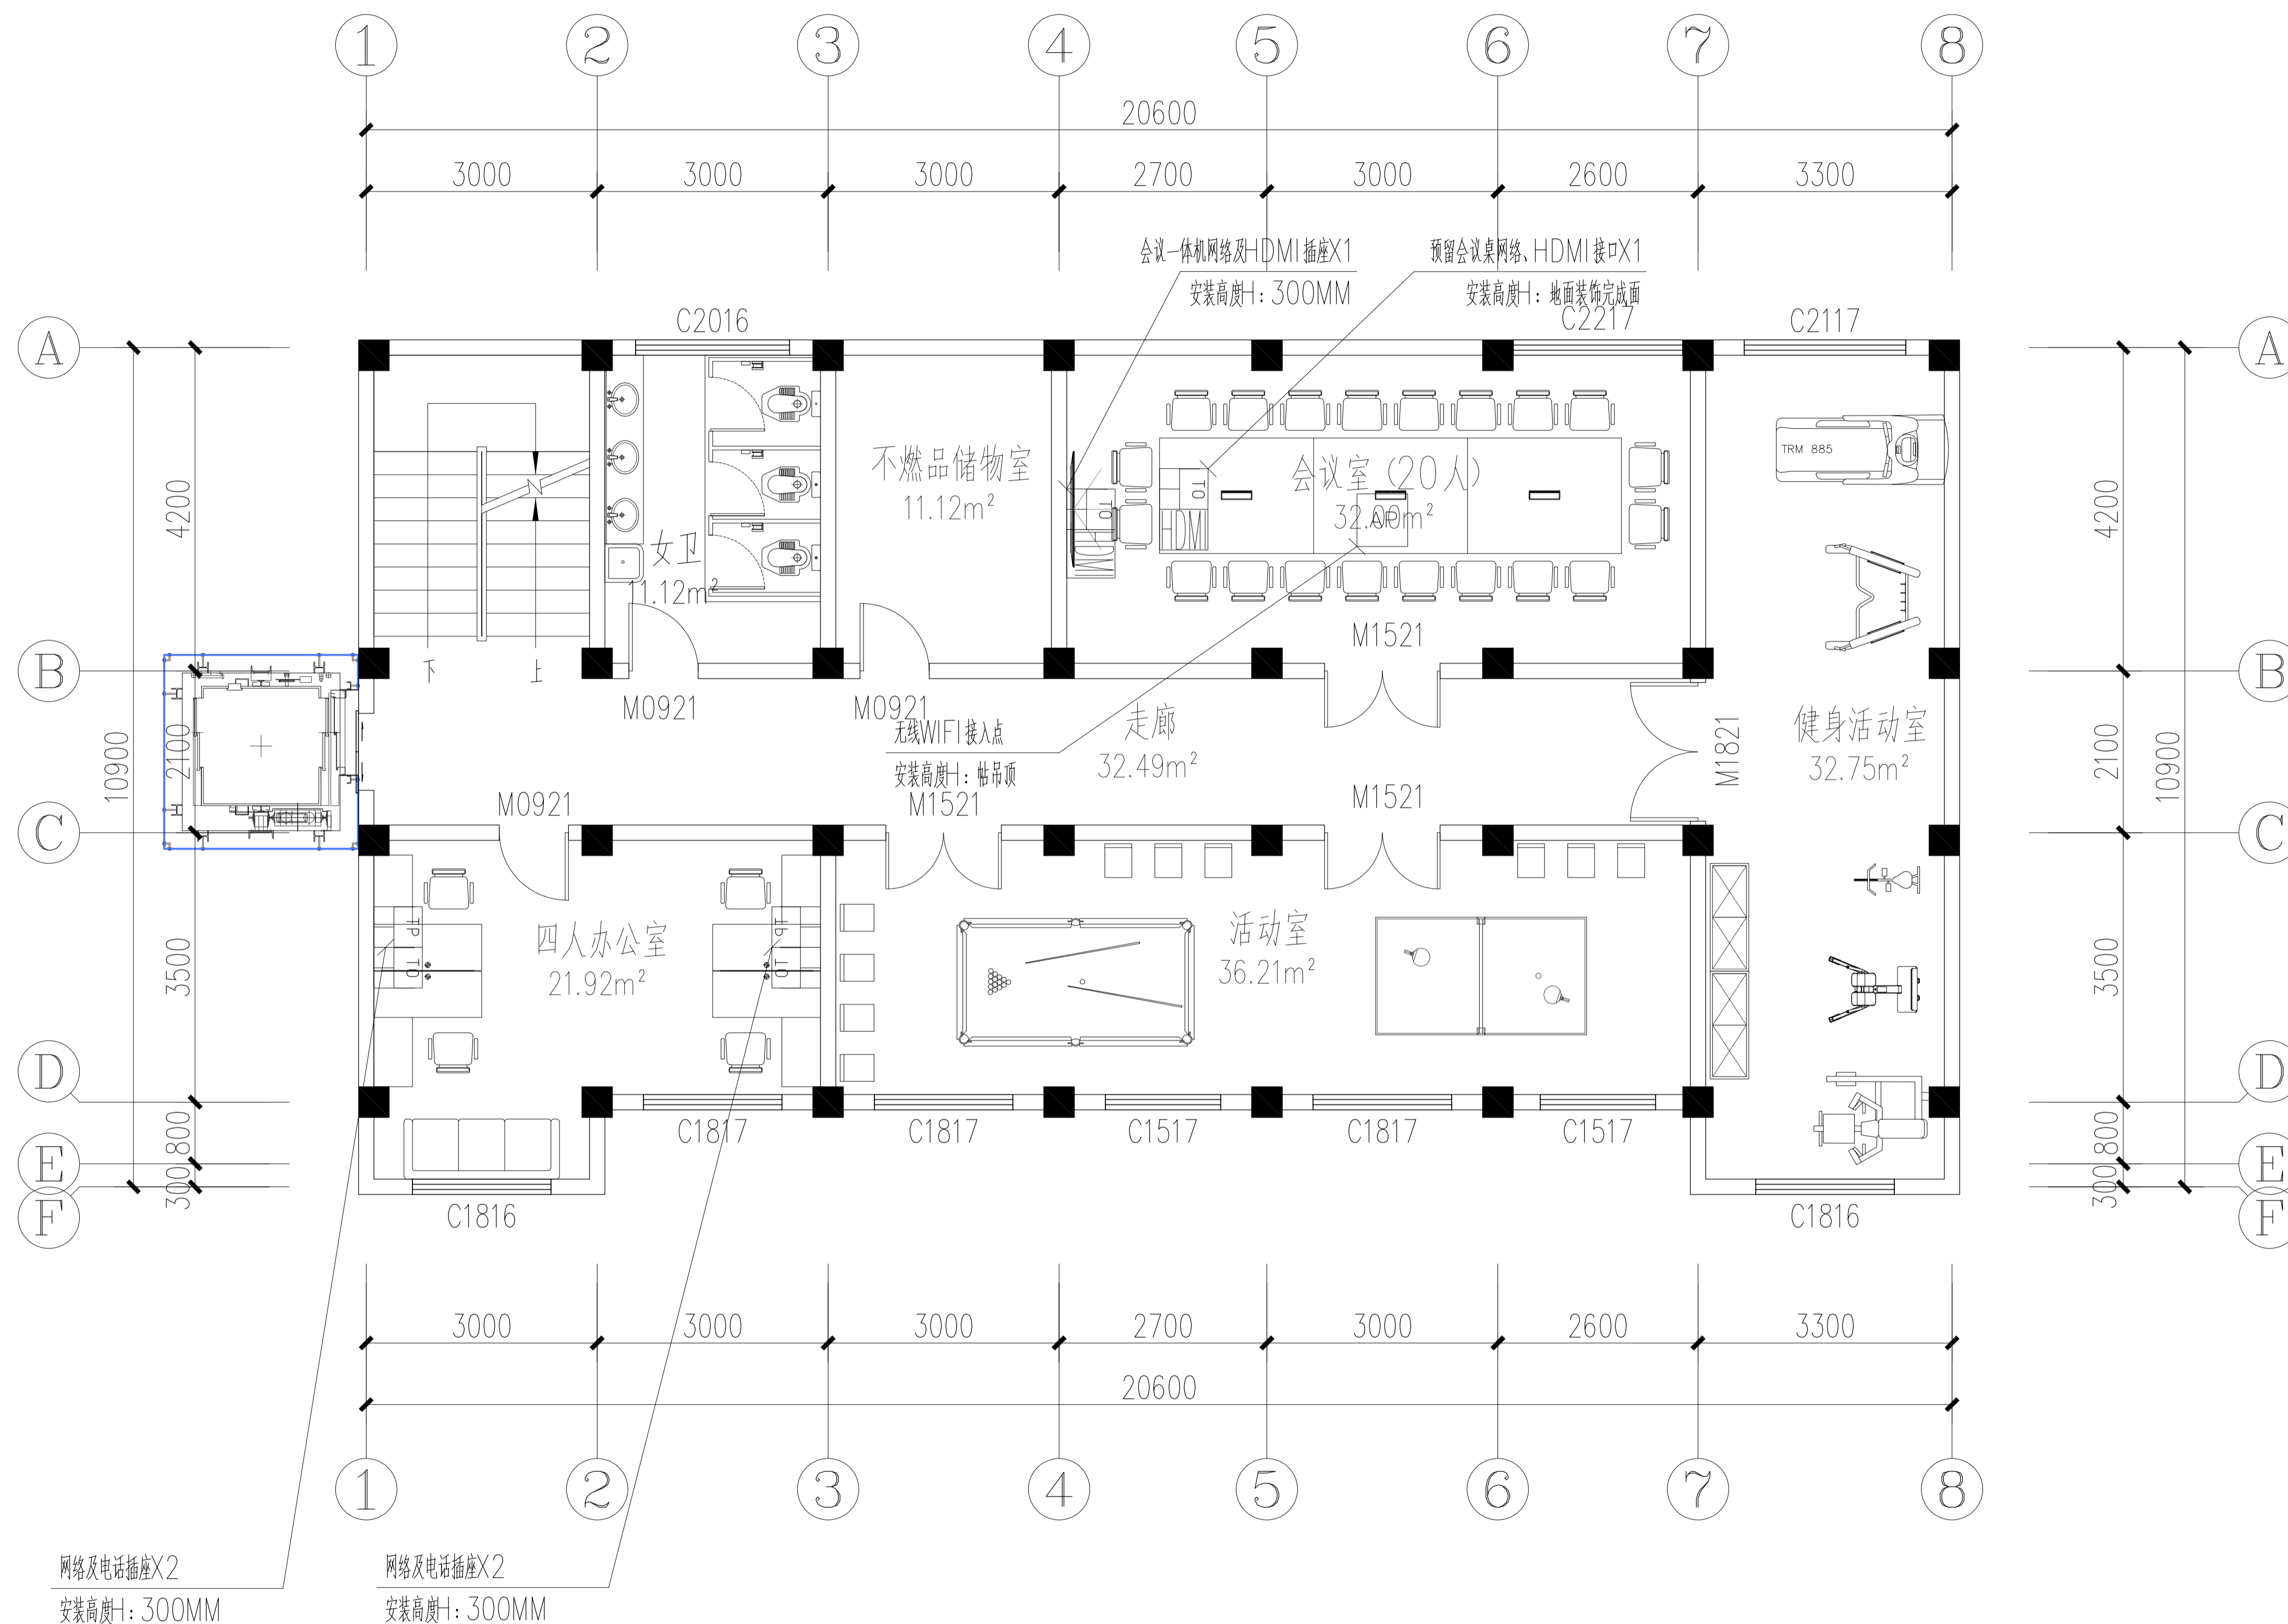 1 2 3 4 5 6 7 8
20600
3000 3000 3000 2700 3000 2600 3300
会议一体机网络及HDMI插座X1
安装高度H：300MM
预留会议桌网络、HDMI接口X1
安装高度H：地面装饰完成面
C2016
C2217
C2117
A
A
4200
4200
不燃品储物室
11.12m²
会议室（20人）
32.00m²
AP
TO
HDMI
TO
HDMI
TRM 885
女卫
11.12m²
N
下
上
M1521
B
B
M0921
M0921
无线WIFI接入点
安装高度H：帖吊顶
走廊
32.49m²
M1821
健身活动室
32.75m²
10900
2100
2100
10900
M0921
M1521
M1521
C
C
TP
TO
四人办公室
21.92m²
TP
TO
活动室
36.21m²
3500
3500
D
D
C1817
C1817
C1517
C1817
C1517
800
800
E
E
300
300
F
F
C1816
C1816
3000 3000 3000 2700 3000 2600 3300
20600
1 2 3 4 5 6 7 8
网络及电话插座X2
安装高度H：300MM
网络及电话插座X2
安装高度H：300MM